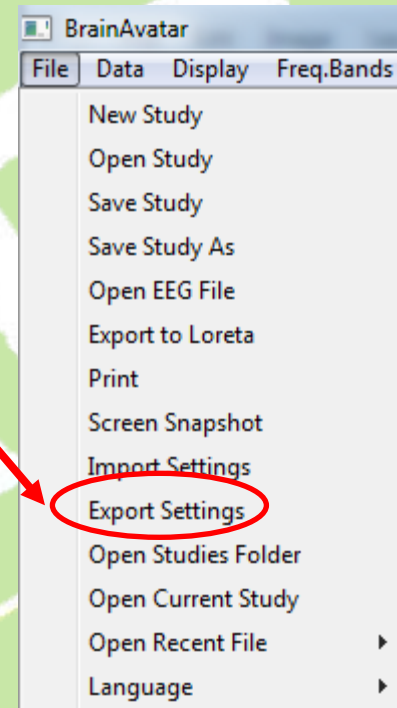 BrainAvatar
File Data Display Freq.Bands
New Study
Open Study
Save Study
Save Study As
Open EEG File
Export to Loreta
Print
Screen Snapshot
Import Settings
Export Settings
Open Studies Folder
Open Current Study
Open Recent File
Language